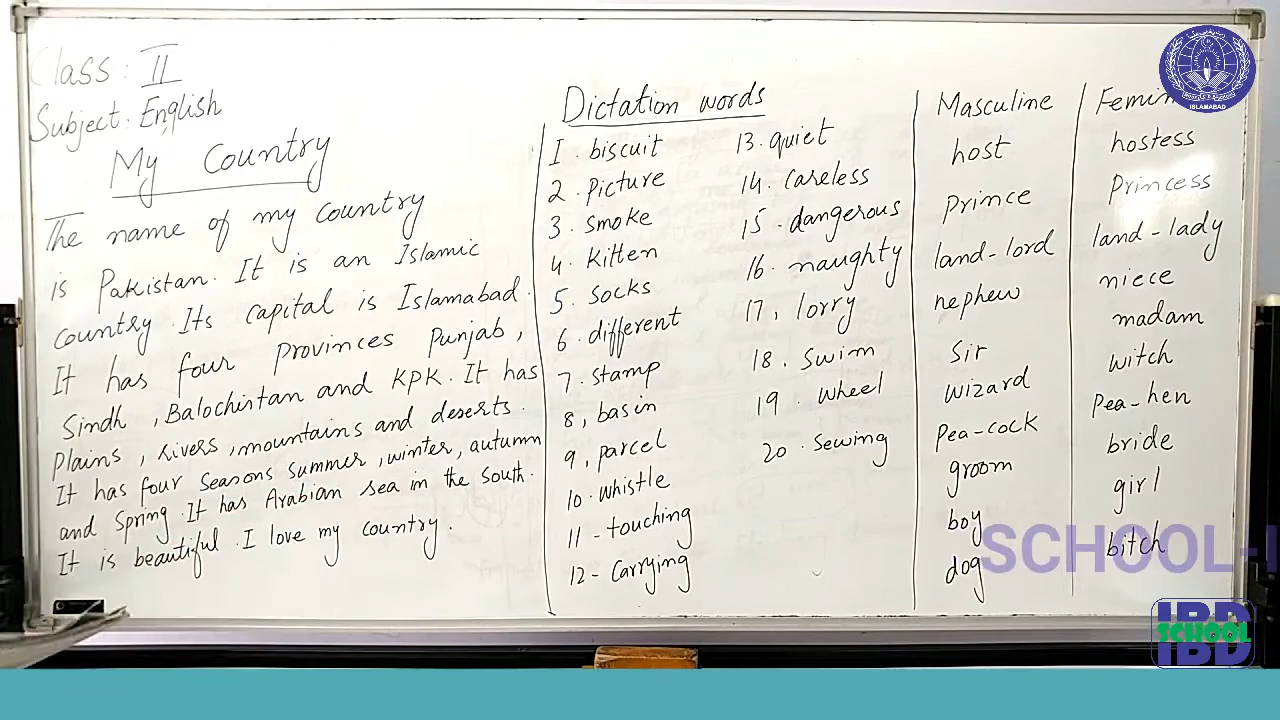 Class : II
Subject : English
My Country
The name of my country
is Pakistan. It is an Islamic
country. Its capital is Islamabad.
It has four provinces Punjab,
Sindh, Balochistan and KPK. It has
plains, rivers, mountains and deserts.
It has four seasons summer, winter, autumn
and Spring. It has Arabian sea in the south.
It is beautiful. I love my country.
Dictation words
1. biscuit
2. Picture
3. Smoke
4. Kitten
5. Socks
6. different
7. stamp
8, basin
9, parcel
10. whistle
11 - touching
12 - Carrying
13. quiet
14. Careless
15. dangerous
16. naughty
17, lorry
18. Swim
19. wheel
20. Sewing
Masculine
host
Prince
land-lord
nephew
Sir
wizard
Pea-cock
groom
boy
dog
hostess
Princess
land-lady
niece
madam
witch
Pea-hen
bride
girl
bitch
ISLAMABAD
SCHOOL-I
IBD
SCHOOL
IBD